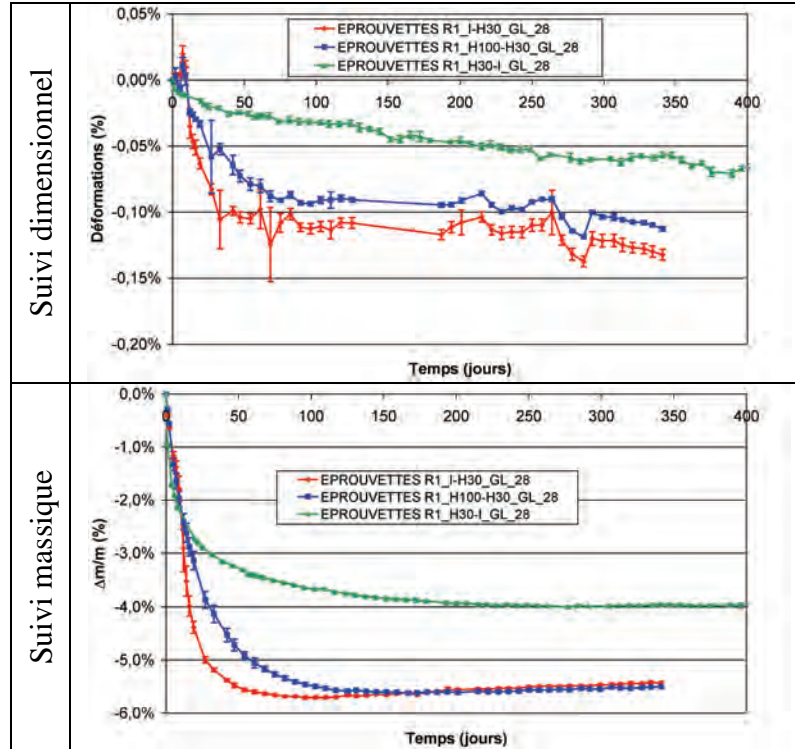 Suivi dimensionnel
0,05%
0,00%
-0,05%
-0,10%
-0,15%
-0,20%
Déformations (%)
EPROUVETTES R1_I-H30_GL_28
EPROUVETTES R1_H100-H30_GL_28
EPROUVETTES R1_H30-I_GL_28
0 50 100 150 200 250 300 350 400
Temps (jours)
Suivi massique
0,0%
-1,0%
-2,0%
-3,0%
-4,0%
-5,0%
-6,0%
Δm/m (%)
0 50 100 150 200 250 300 350 400
EPROUVETTES R1_I-H30_GL_28
EPROUVETTES R1_H100-H30_GL_28
EPROUVETTES R1_H30-I_GL_28
Temps (jours)